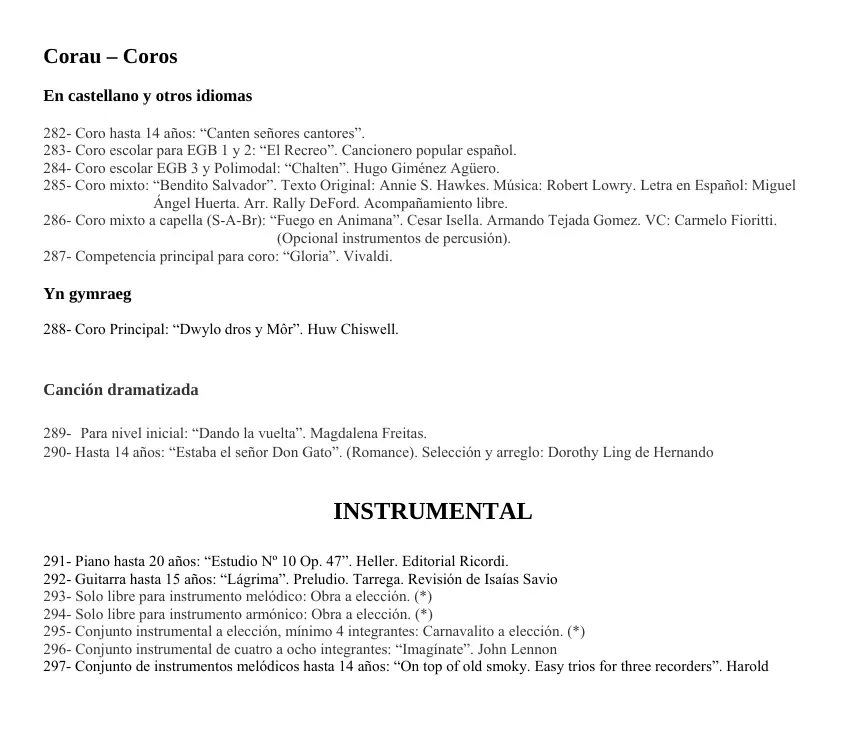 Corau – Coros
En castellano y otros idiomas
282- Coro hasta 14 años: “Canten señores cantores”.
283- Coro escolar para EGB 1 y 2: “El Recreo”. Cancionero popular español.
284- Coro escolar EGB 3 y Polimodal: “Chalten”. Hugo Giménez Agüero.
285- Coro mixto: “Bendito Salvador”. Texto Original: Annie S. Hawkes. Música: Robert Lowry. Letra en Español: Miguel
Ángel Huerta. Arr. Rally DeFord. Acompañamiento libre.
286- Coro mixto a capella (S-A-Br): “Fuego en Animana”. Cesar Isella. Armando Tejada Gomez. VC: Carmelo Fioritti.
(Opcional instrumentos de percusión).
287- Competencia principal para coro: “Gloria”. Vivaldi.
Yn gymraeg
288- Coro Principal: “Dwylo dros y Môr”. Huw Chiswell.
Canción dramatizada
289- Para nivel inicial: “Dando la vuelta”. Magdalena Freitas.
290- Hasta 14 años: “Estaba el señor Don Gato”. (Romance). Selección y arreglo: Dorothy Ling de Hernando
INSTRUMENTAL
291- Piano hasta 20 años: “Estudio Nº 10 Op. 47”. Heller. Editorial Ricordi.
292- Guitarra hasta 15 años: “Lágrima”. Preludio. Tarrega. Revisión de Isaías Savio
293- Solo libre para instrumento melódico: Obra a elección. (*)
294- Solo libre para instrumento armónico: Obra a elección. (*)
295- Conjunto instrumental a elección, mínimo 4 integrantes: Carnavalito a elección. (*)
296- Conjunto instrumental de cuatro a ocho integrantes: “Imagínate”. John Lennon
297- Conjunto de instrumentos melódicos hasta 14 años: “On top of old smoky. Easy trios for three recorders”. Harold